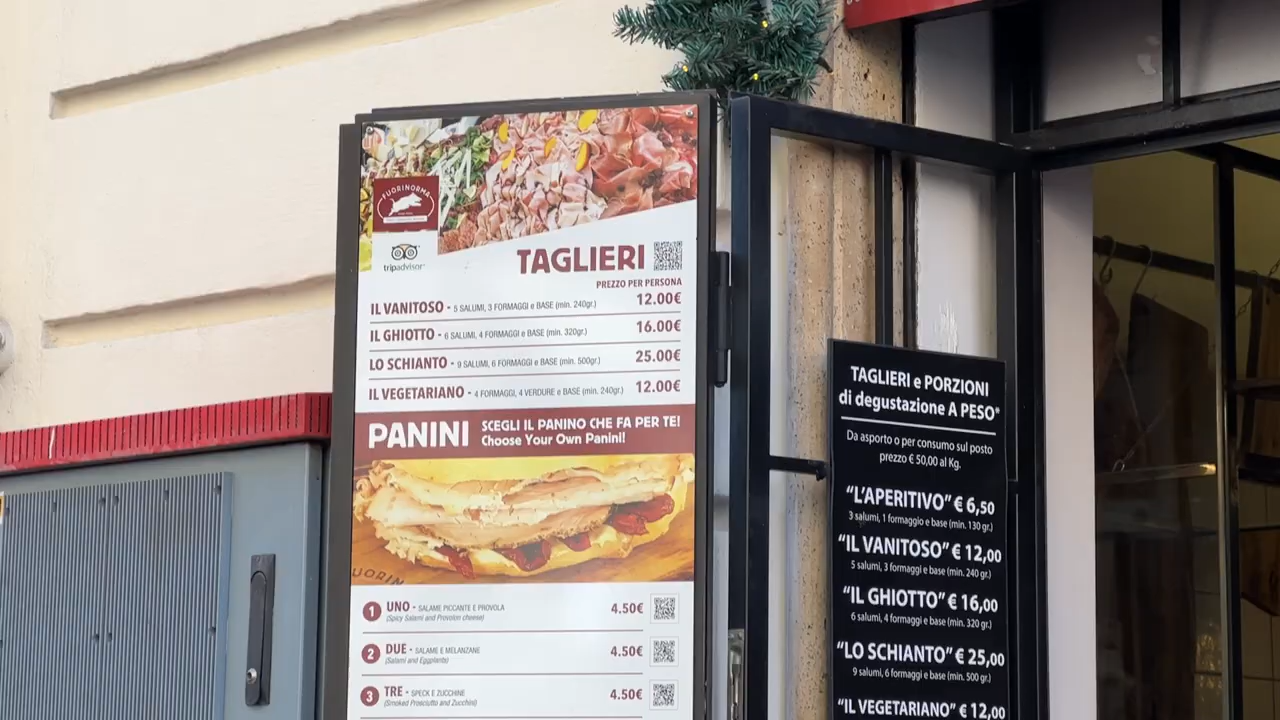 FUORINORMA
tripadvisor
TAGLIERI
PREZZO PER PERSONA
IL VANITOSO - 5 SALUMI, 3 FORMAGGI e BASE (min. 240gr.) 12.00€
IL GHIOTTO - 6 SALUMI, 4 FORMAGGI e BASE (min. 320gr.) 16.00€
LO SCHIANTO - 9 SALUMI, 6 FORMAGGI e BASE (min. 500gr.) 25.00€
IL VEGETARIANO - 4 FORMAGGI, 4 VERDURE e BASE (min. 240gr.) 12.00€
PANINI
SCEGLI IL PANINO CHE FA PER TE!
Choose Your Own Panini!
UORIN
1 UNO - SALAME PICCANTE E PROVOLA 4.50€
(Spicy Salami and Provolon cheese)
2 DUE - SALAME E MELANZANE 4.50€
(Salami and Eggplants)
3 TRE - SPECK E ZUCCHINE 4.50€
(Smoked Prosciutto and Zucchini)
TAGLIERI e PORZIONI
di degustazione A PESO*
Da asporto o per consumo sul posto
prezzo € 50,00 al Kg.
“L’APERITIVO” € 6,50
3 salumi, 1 formaggio e base (min. 130 gr.)
“IL VANITOSO” € 12,00
5 salumi, 3 formaggi e base (min. 240 gr.)
“IL GHIOTTO” € 16,00
6 salumi, 4 formaggi e base (min. 320 gr.)
“LO SCHIANTO” € 25,00
9 salumi, 6 formaggi e base (min. 500 gr.)
“IL VEGETARIANO” € 12,00